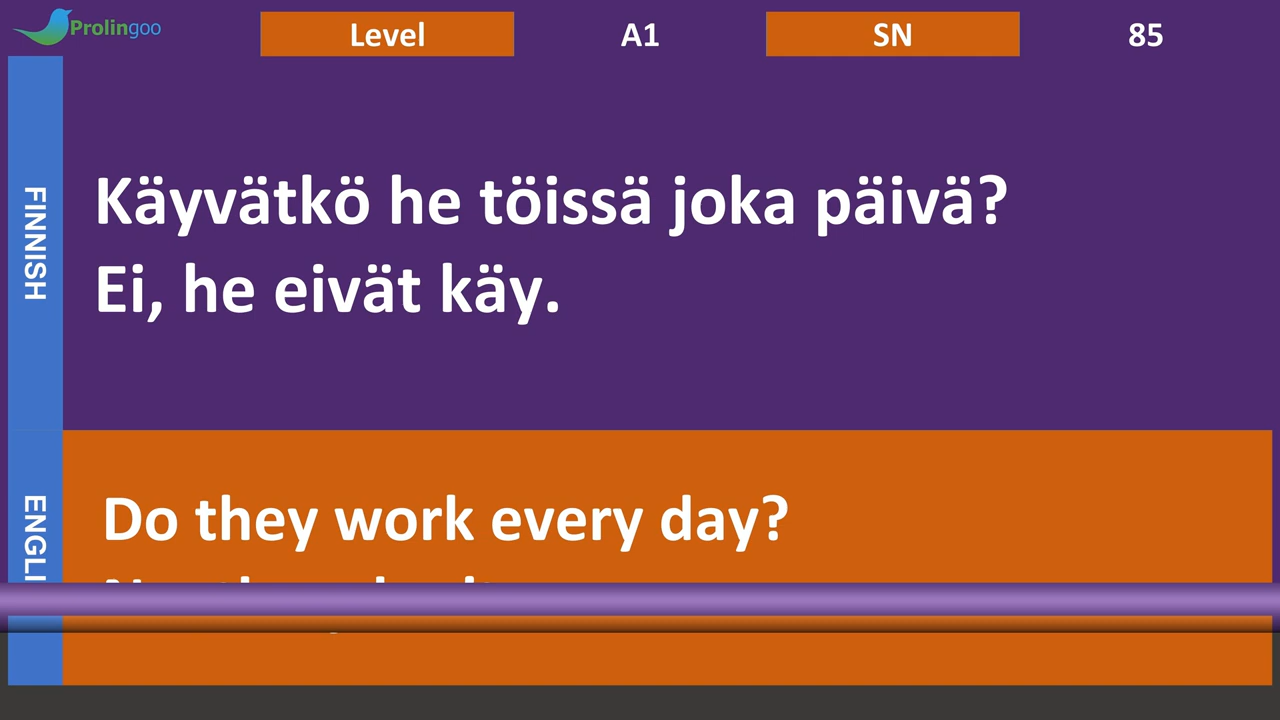 Prolingoo
Level A1 SN 85
FINNISH
Käyvätkö he töissä joka päivä?
Ei, he eivät käy.
ENGLI
Do they work every day?